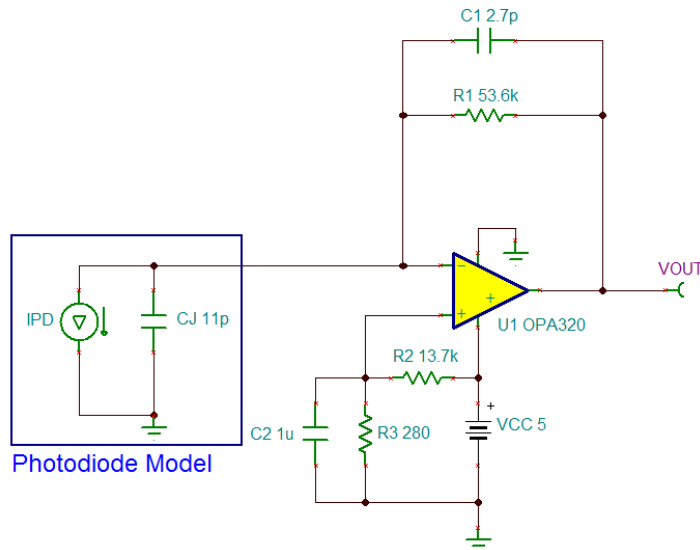 C1 2.7p
R1 53.6k
VOUT
IPD
CJ 11p
U1 OPA320
R2 13.7k
C2 1u
R3 280
VCC 5
Photodiode Model